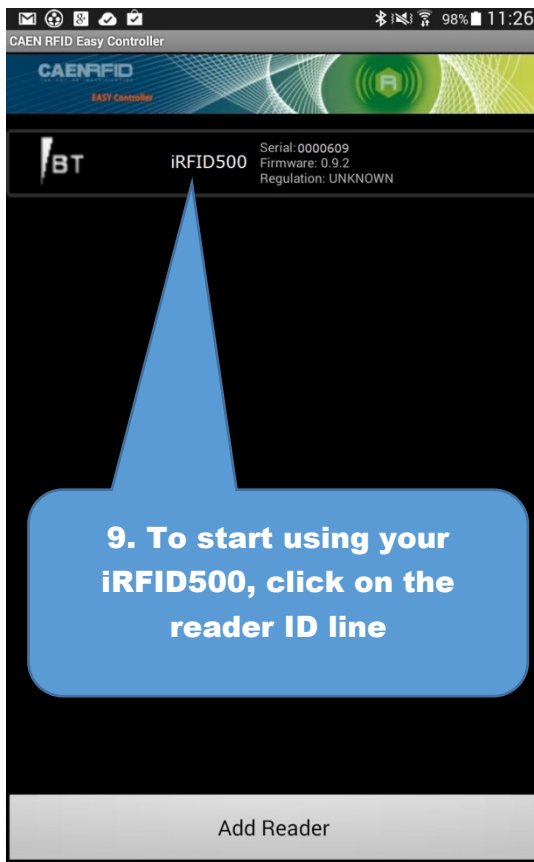 98% 11:26
CAEN RFID Easy Controller
CAENRFID
EASY Controller
R
BT
iRFID500
Serial: 0000609
Firmware: 0.9.2
Regulation: UNKNOWN
9. To start using your
iRFID500, click on the
reader ID line
Add Reader